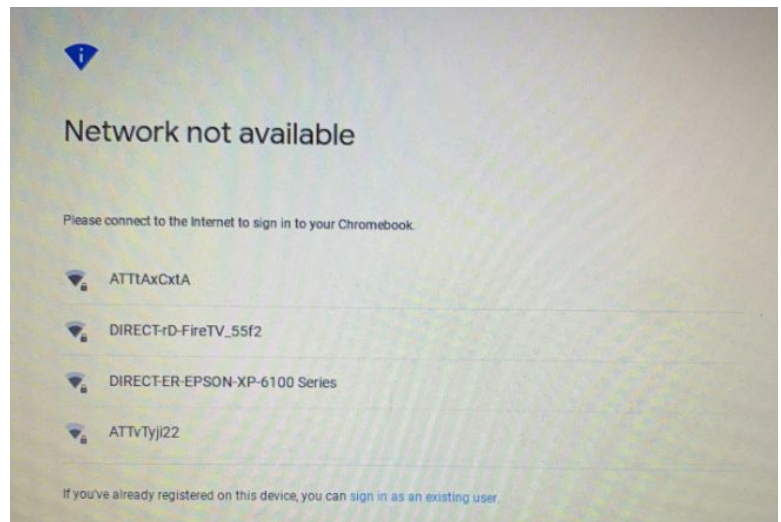 Network not available
Please connect to the Internet to sign in to your Chromebook.
ATTtAxCxtA
DIRECT-rD-FireTV_55f2
DIRECT-ER-EPSON-XP-6100 Series
ATTvTyji22
If you've already registered on this device, you can sign in as an existing user.